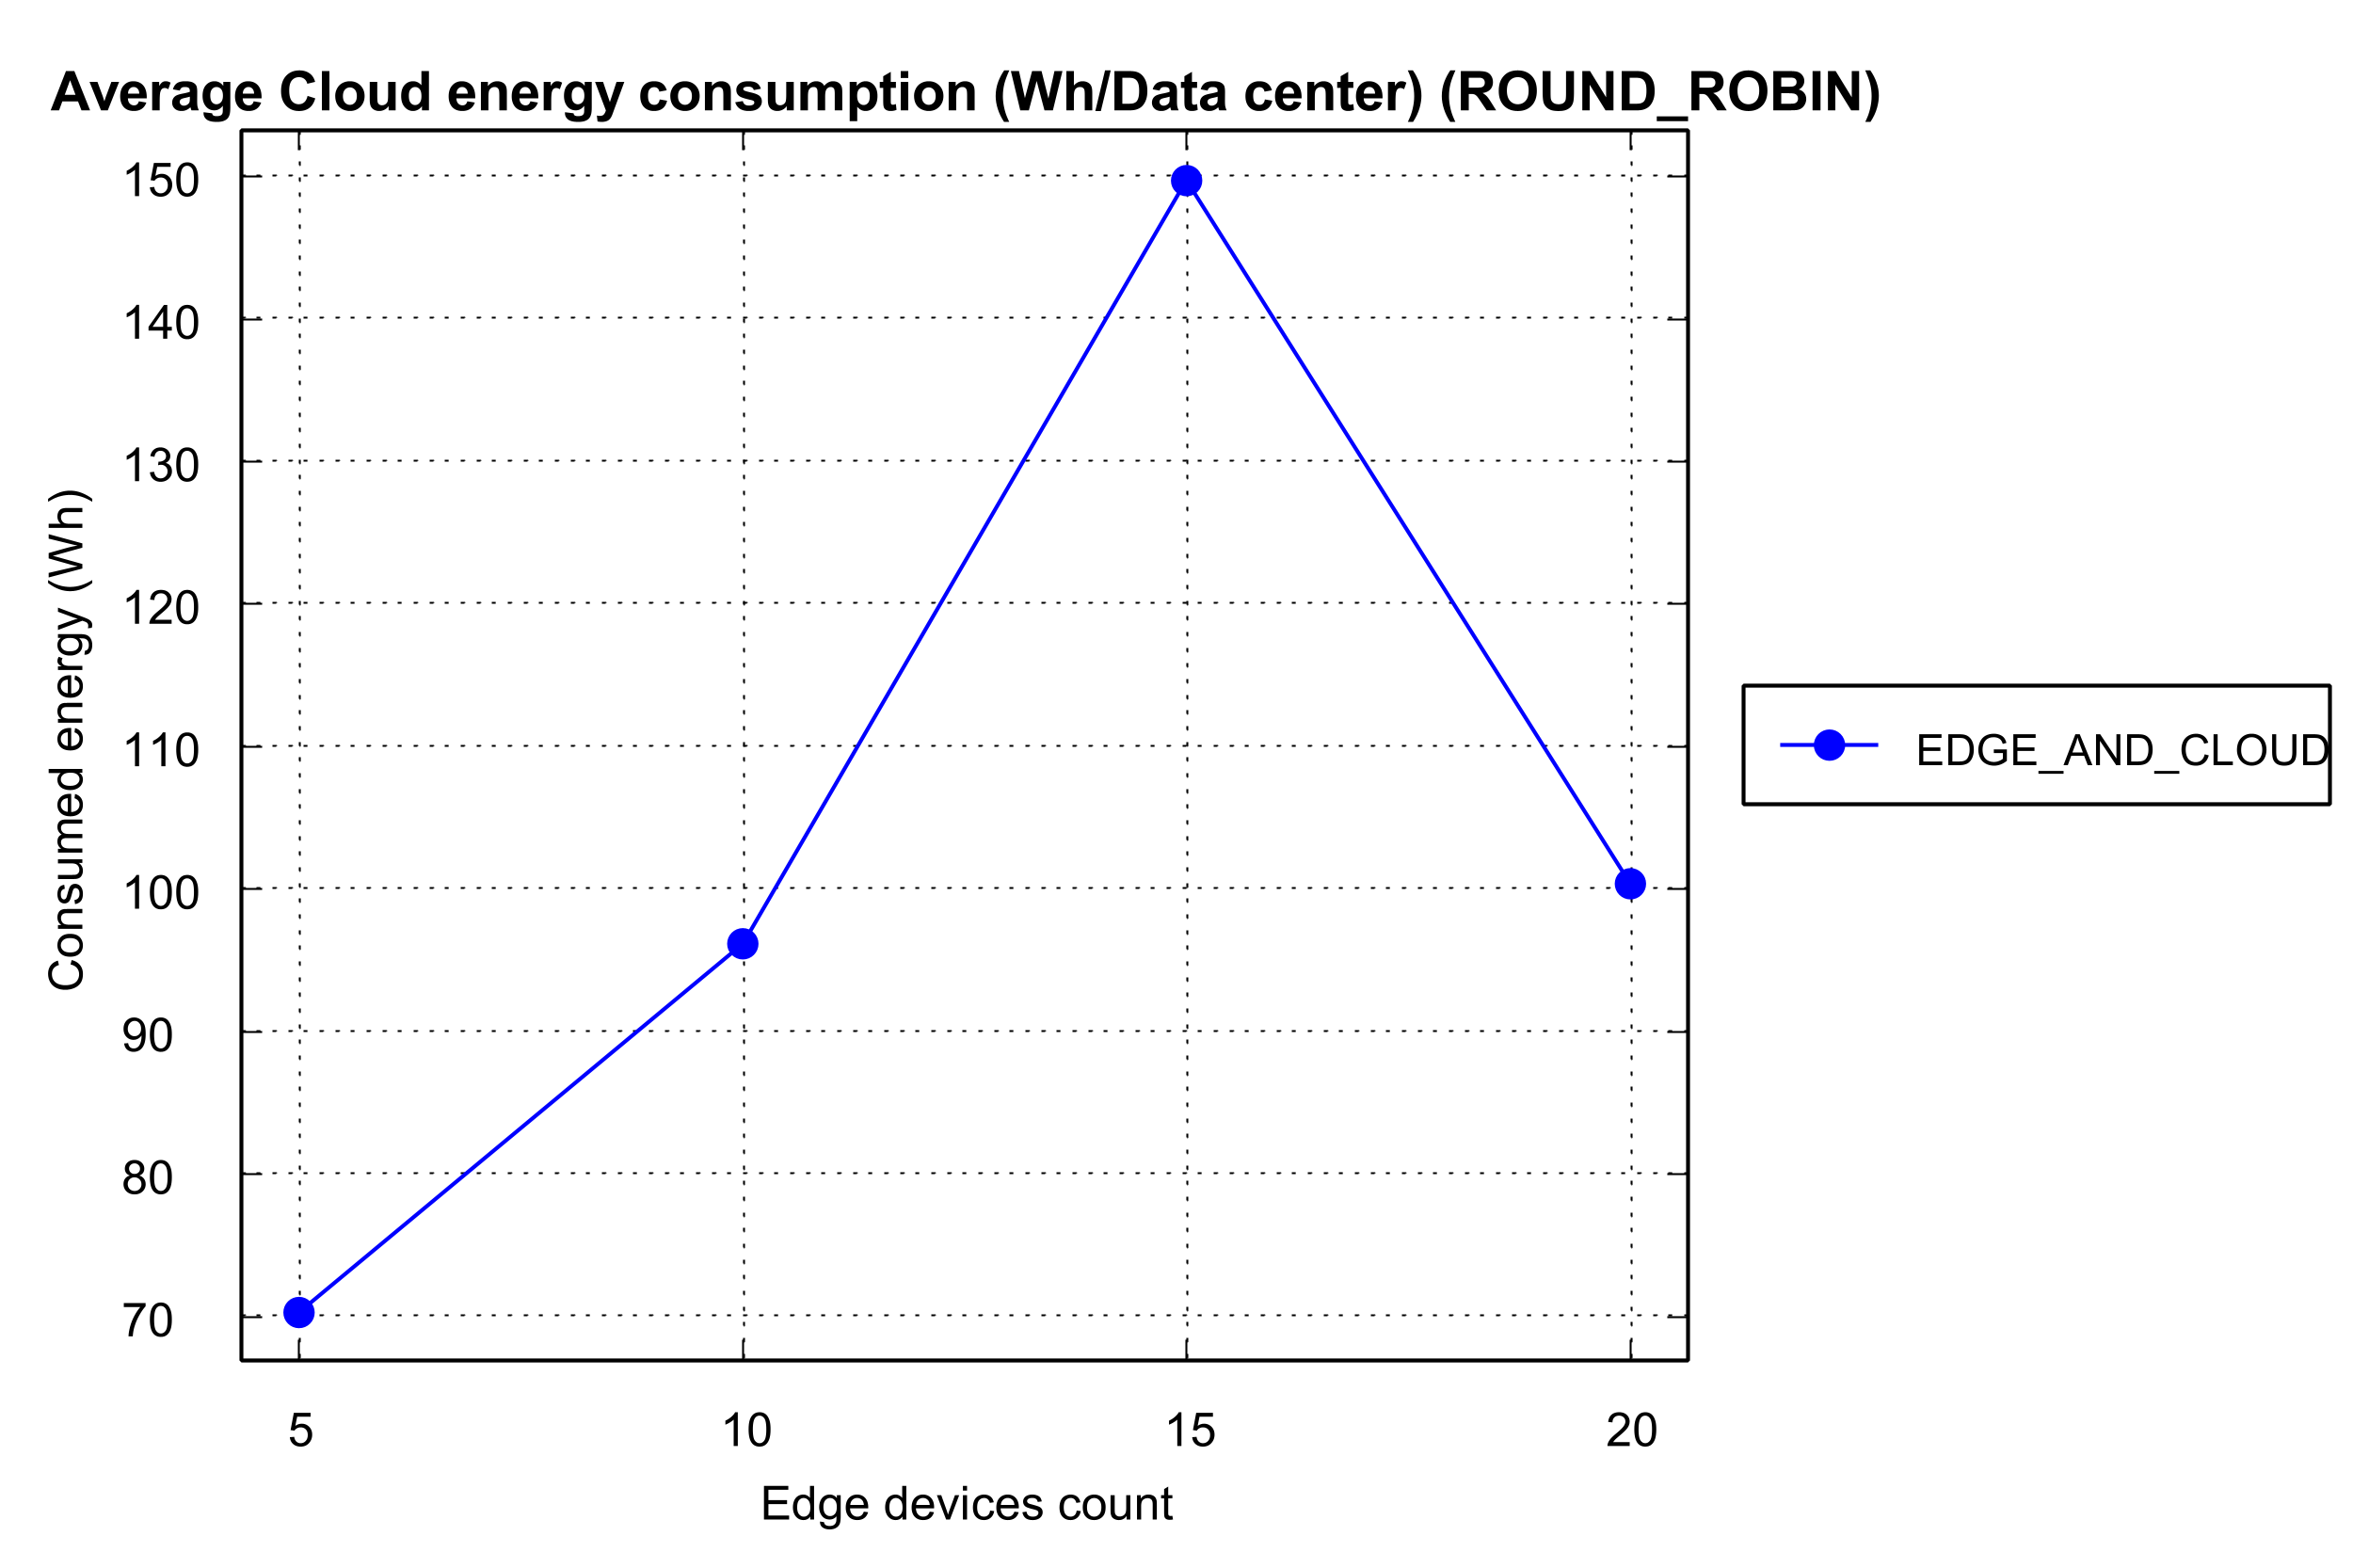 Average Cloud energy consumption (Wh/Data center) (ROUND_ROBIN)
Consumed energy (Wh)
150
140
130
120
110
100
90
80
70
5 10 15 20
Edge devices count
EDGE_AND_CLOUD